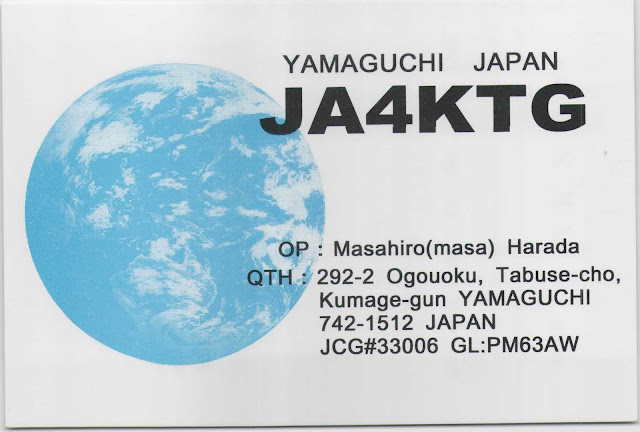 YAMAGUCHI JAPAN
JA4KTG
OP : Masahiro(masa) Harada
QTH : 292-2 Ogouoku, Tabuse-cho,
Kumage-gun YAMAGUCHI
742-1512 JAPAN
JCG#33006 GL:PM63AW